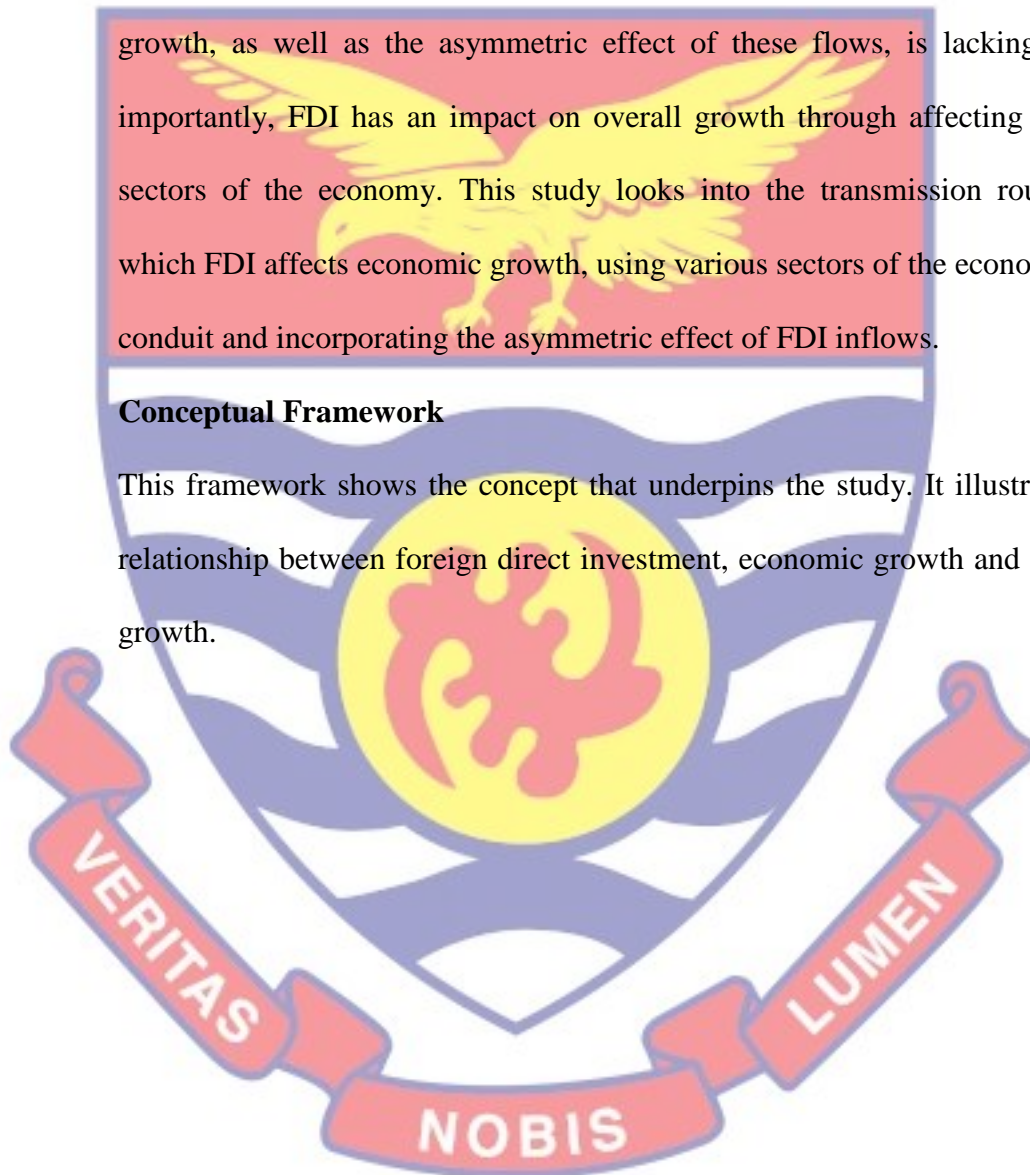 growth, as well as the asymmetric effect of these flows, is lacking
importantly, FDI has an impact on overall growth through affecting
sectors of the economy. This study looks into the transmission rou
which FDI affects economic growth, using various sectors of the econo
conduit and incorporating the asymmetric effect of FDI inflows.
Conceptual Framework
This framework shows the concept that underpins the study. It illustr
relationship between foreign direct investment, economic growth and
growth.
VERITAS
NOBIS
LUMEN